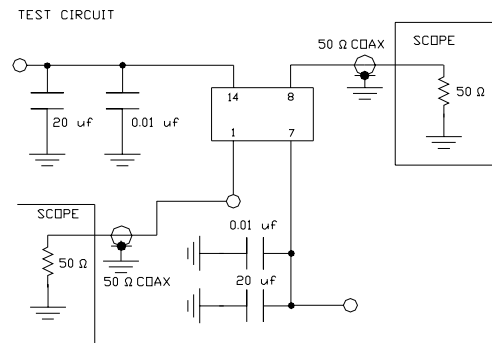 TEST CIRCUIT
50 Ω COAX
SCOPE
14
8
50 Ω
20 uf
0.01 uf
1
7
SCOPE
0.01 uf
50 Ω
50 Ω COAX
20 uf